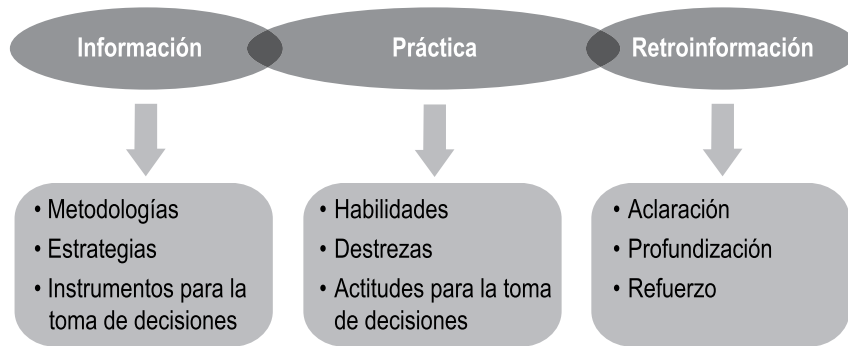 Información
Práctica
Retroinformación
• Metodologías
• Estrategias
• Instrumentos para la
toma de decisiones
• Habilidades
• Destrezas
• Actitudes para la toma
de decisiones
• Aclaración
• Profundización
• Refuerzo